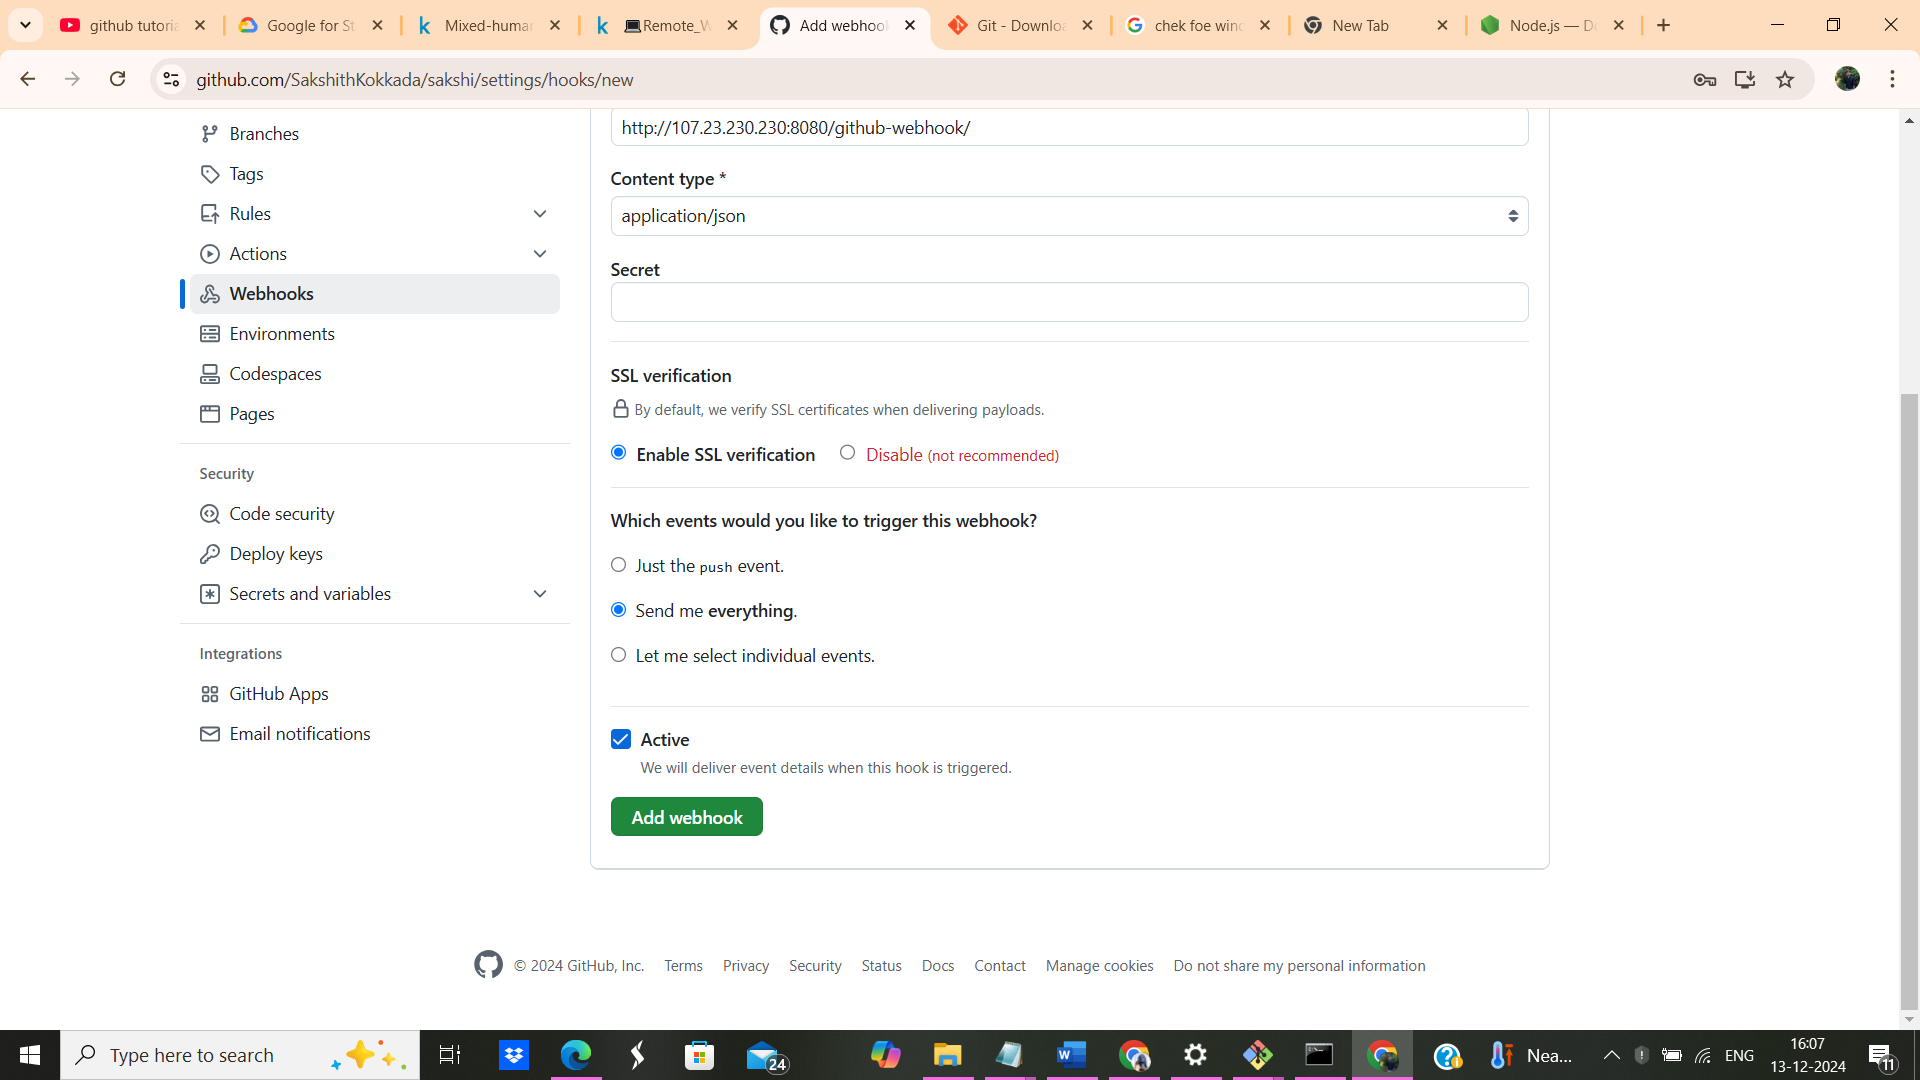 github tutoria
Google for St
Mixed-humar
Remote_W
Add webhook
Git - Downloa
chek foe wind
New Tab
Node.js — Do
github.com/SakshithKokkada/sakshi/settings/hooks/new
Branches
Tags
Rules
Actions
Webhooks
Environments
Codespaces
Pages
Security
Code security
Deploy keys
Secrets and variables
Integrations
GitHub Apps
Email notifications
http://107.23.230.230:8080/github-webhook/
Content type *
application/json
Secret
SSL verification
By default, we verify SSL certificates when delivering payloads.
Enable SSL verification
Disable (not recommended)
Which events would you like to trigger this webhook?
Just the push event.
Send me everything.
Let me select individual events.
Active
We will deliver event details when this hook is triggered.
Add webhook
© 2024 GitHub, Inc. Terms Privacy Security Status Docs Contact Manage cookies Do not share my personal information
Type here to search
24
Nea...
ENG
16:07
13-12-2024
11